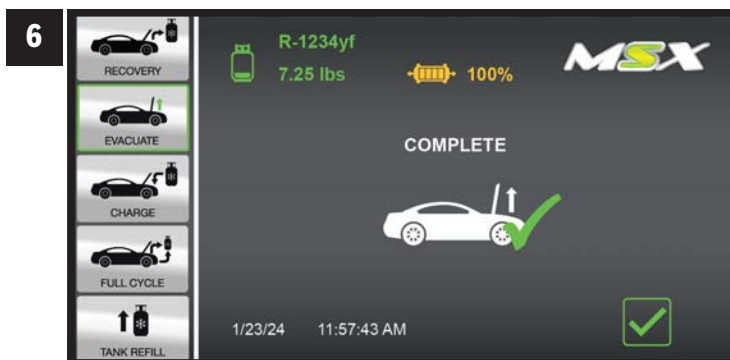 6
RECOVERY
EVACUATE
CHARGE
FULL CYCLE
TANK REFILL
R-1234yf
7.25 lbs
100%
MSX
COMPLETE
1/23/24 11:57:43 AM